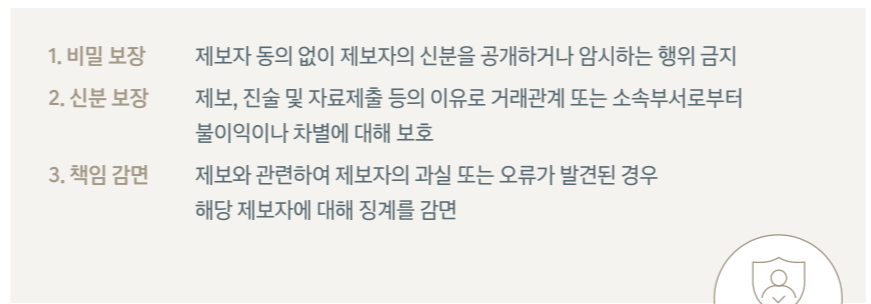 1. 비밀 보장 제보자 동의 없이 제보자의 신분을 공개하거나 암시하는 행위 금지
2. 신분 보장 제보, 진술 및 자료제출 등의 이유로 거래관계 또는 소속부서로부터
불이익이나 차별에 대해 보호
3. 책임 감면 제보와 관련하여 제보자의 과실 또는 오류가 발견된 경우
해당 제보자에 대해 징계를 감면